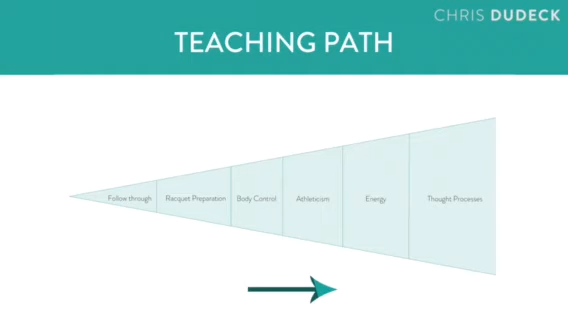 CHRIS DUDECK
TEACHING PATH
Follow through
Racquet Preparation
Body Control
Athleticism
Energy
Thought Processes